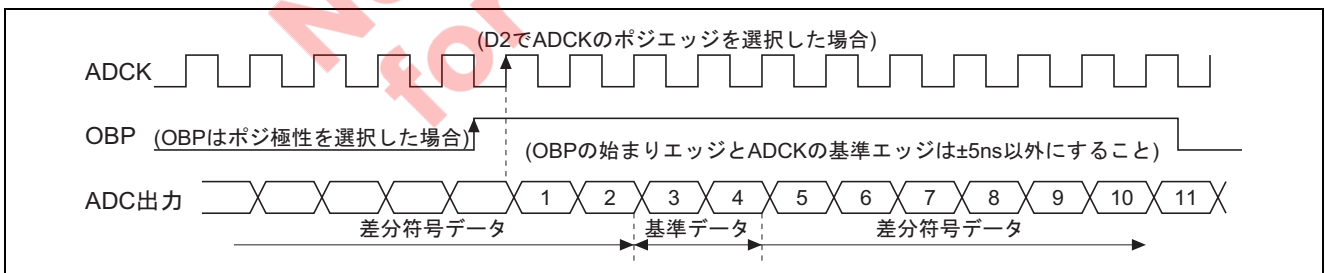 (D2でADCKのポジエッジを選択した場合)
ADCK
OBP (OBPはポジ極性を選択した場合)
(OBPの始まりエッジとADCKの基準エッジは±5ns以外にすること)
ADC出力 1 2 3 4 5 6 7 8 9 10 11
差分符号データ 基準データ 差分符号データ